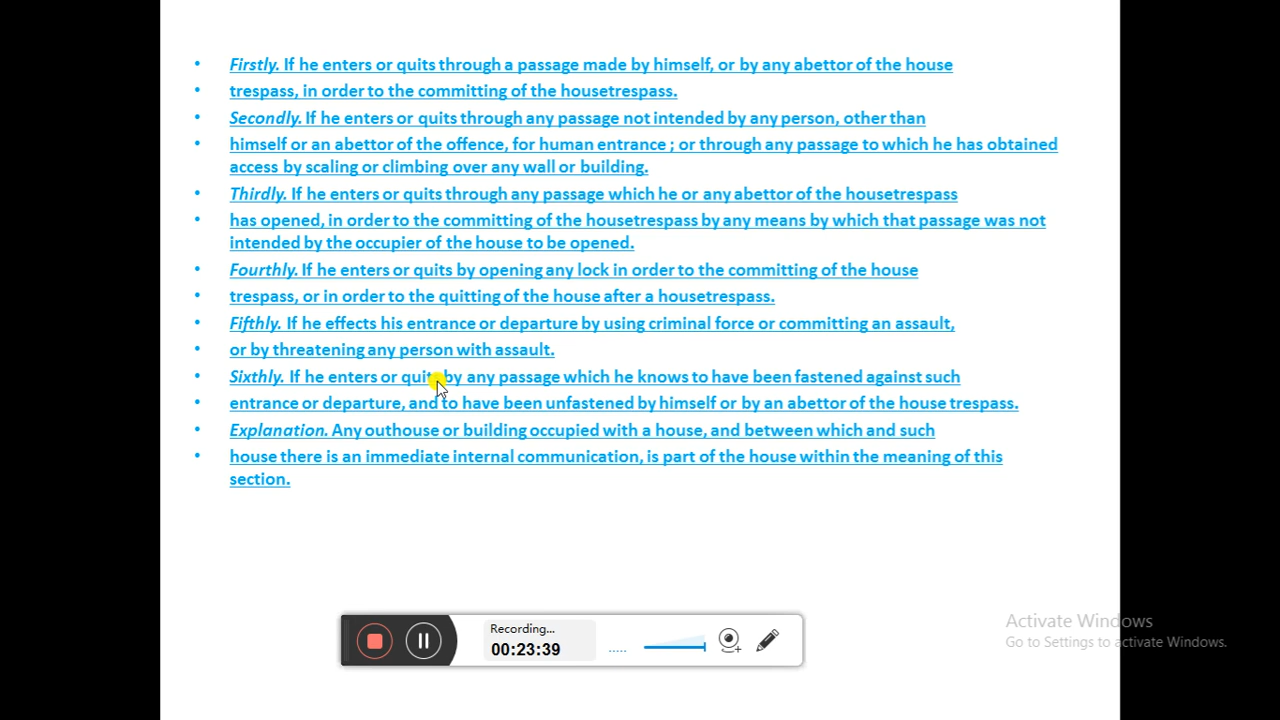 • Firstly. If he enters or quits through a passage made by himself, or by any abettor of the house
• trespass, in order to the committing of the housetrespass.
• Secondly. If he enters or quits through any passage not intended by any person, other than
• himself or an abettor of the offence, for human entrance ; or through any passage to which he has obtained
access by scaling or climbing over any wall or building.
• Thirdly. If he enters or quits through any passage which he or any abettor of the housetrespass
• has opened, in order to the committing of the housetrespass by any means by which that passage was not
intended by the occupier of the house to be opened.
• Fourthly. If he enters or quits by opening any lock in order to the committing of the house
• trespass, or in order to the quitting of the house after a housetrespass.
• Fifthly. If he effects his entrance or departure by using criminal force or committing an assault,
• or by threatening any person with assault.
• Sixthly. If he enters or quits by any passage which he knows to have been fastened against such
• entrance or departure, and to have been unfastened by himself or by an abettor of the house trespass.
• Explanation. Any outhouse or building occupied with a house, and between which and such
• house there is an immediate internal communication, is part of the house within the meaning of this
section.
Recording...
00:23:39
Activate Windows
Go to Settings to activate Windows.